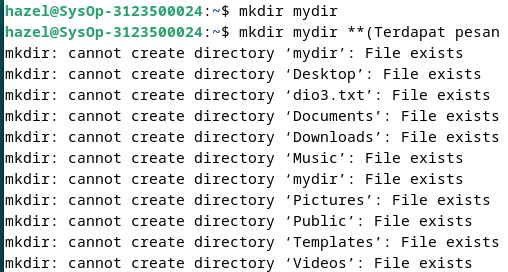 hazel@SysOp-3123500024:~$ mkdir mydir
hazel@SysOp-3123500024:~$ mkdir mydir **(Terdapat pesan
mkdir: cannot create directory ‘mydir’: File exists
mkdir: cannot create directory ‘Desktop’: File exists
mkdir: cannot create directory ‘dio3.txt’: File exists
mkdir: cannot create directory ‘Documents’: File exists
mkdir: cannot create directory ‘Downloads’: File exists
mkdir: cannot create directory ‘Music’: File exists
mkdir: cannot create directory ‘mydir’: File exists
mkdir: cannot create directory ‘Pictures’: File exists
mkdir: cannot create directory ‘Public’: File exists
mkdir: cannot create directory ‘Templates’: File exists
mkdir: cannot create directory ‘Videos’: File exists